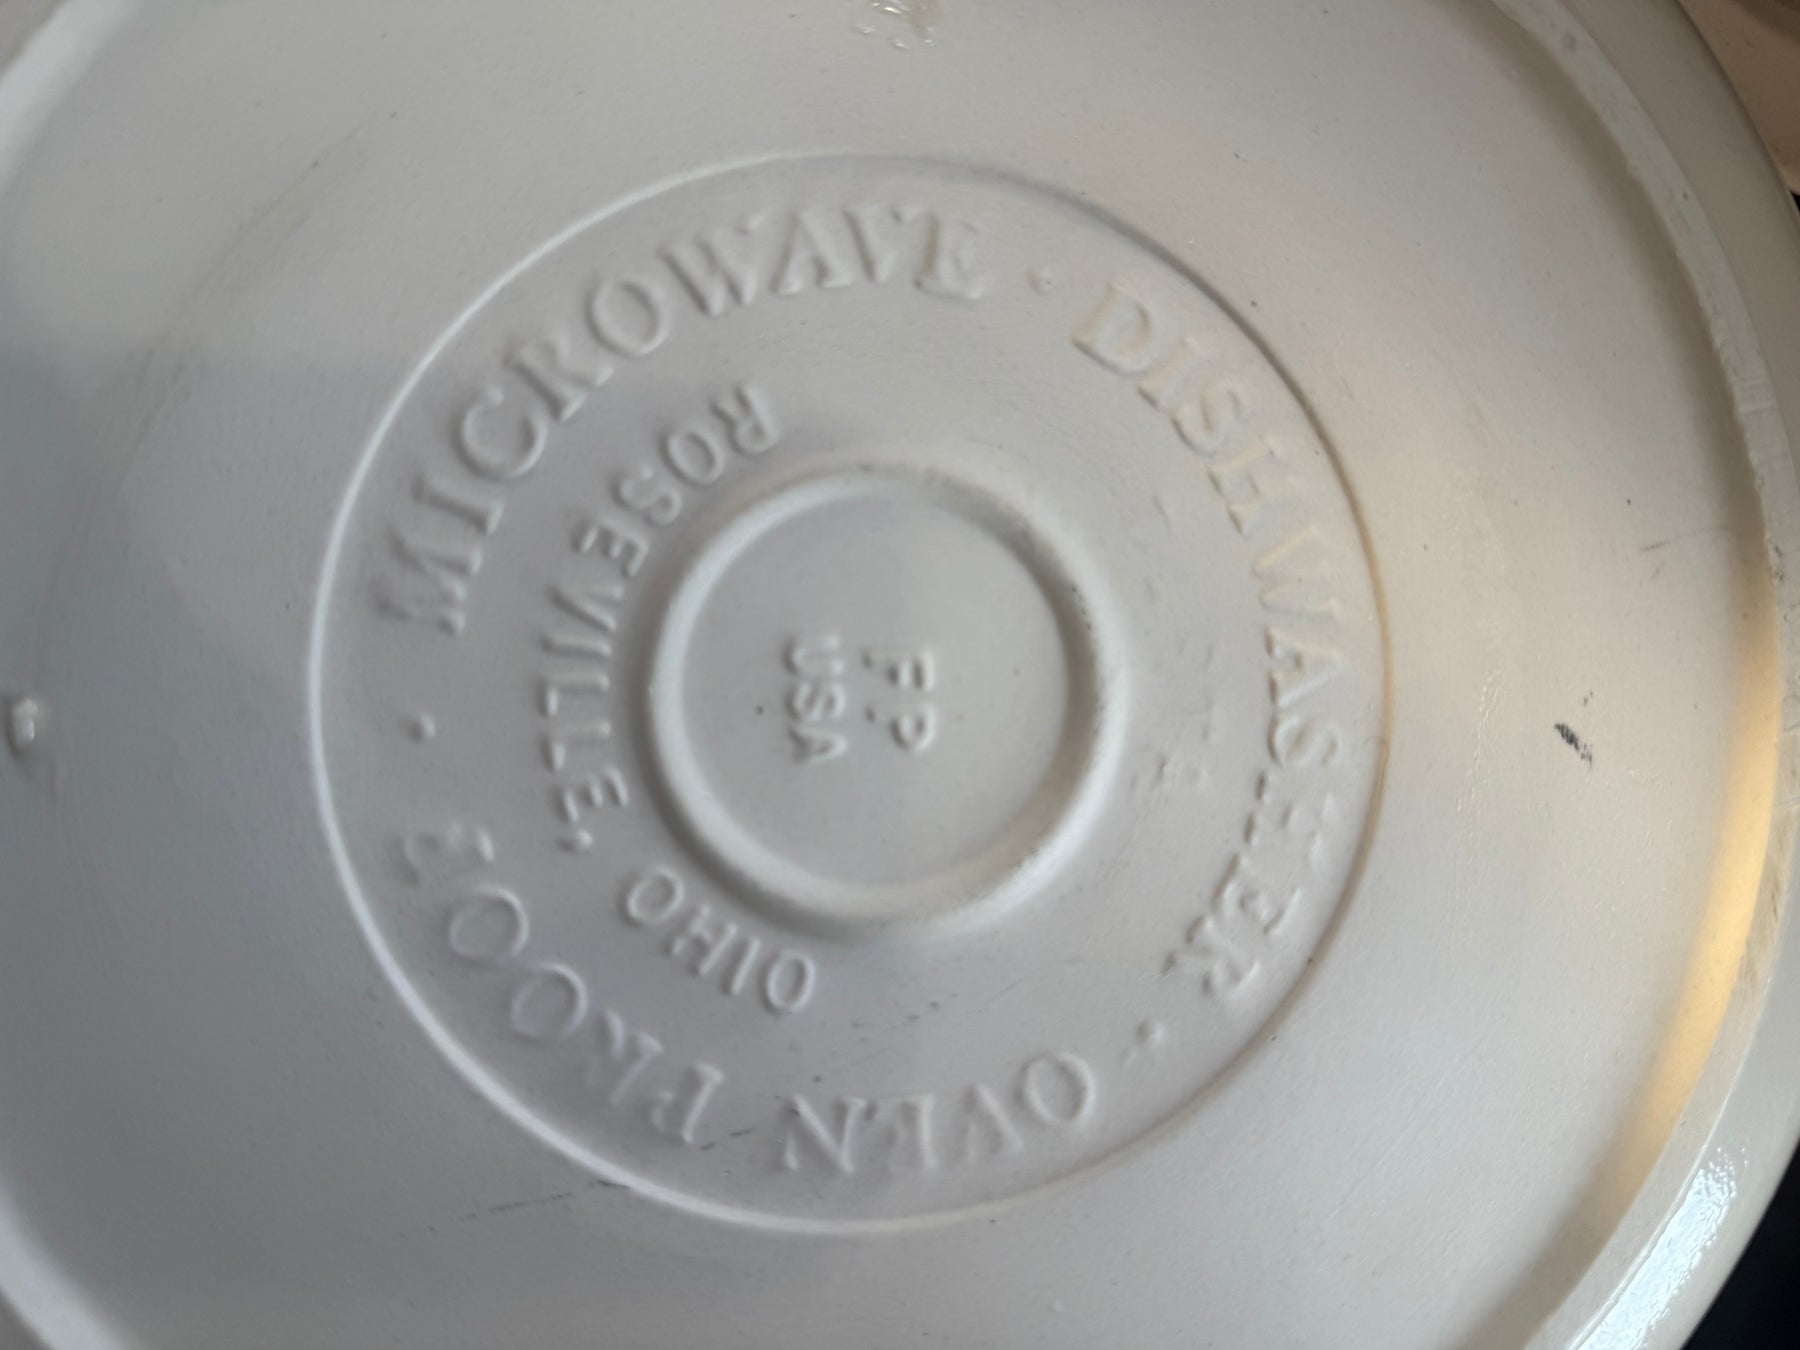 MICROWAVE · DISHWASHER · OVEN PROOF ·
ROSEVILLE, OHIO
FP
USA